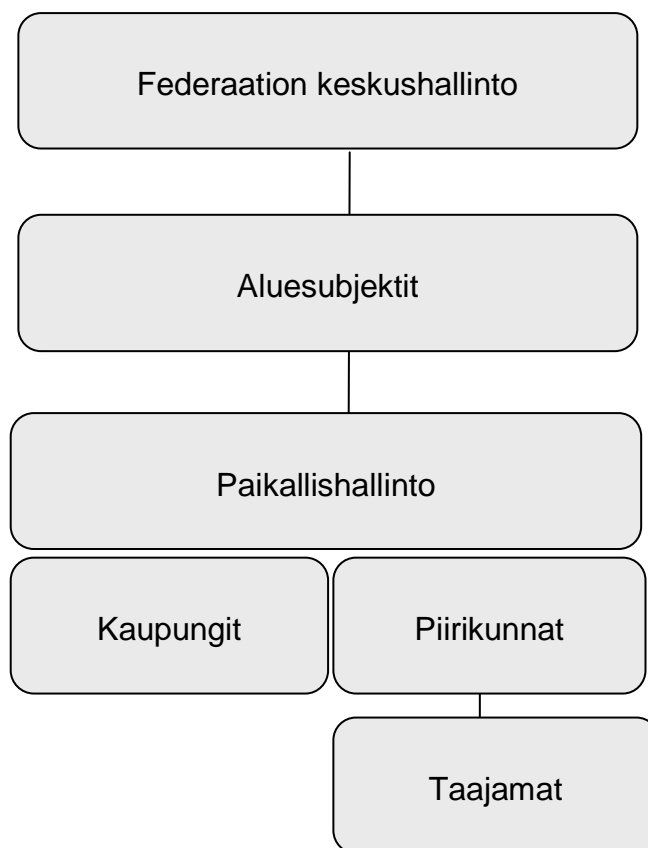 Federaation keskushallinto
Aluesubjektit
Paikallishallinto
Kaupungit
Piirikunnat
Taajamat